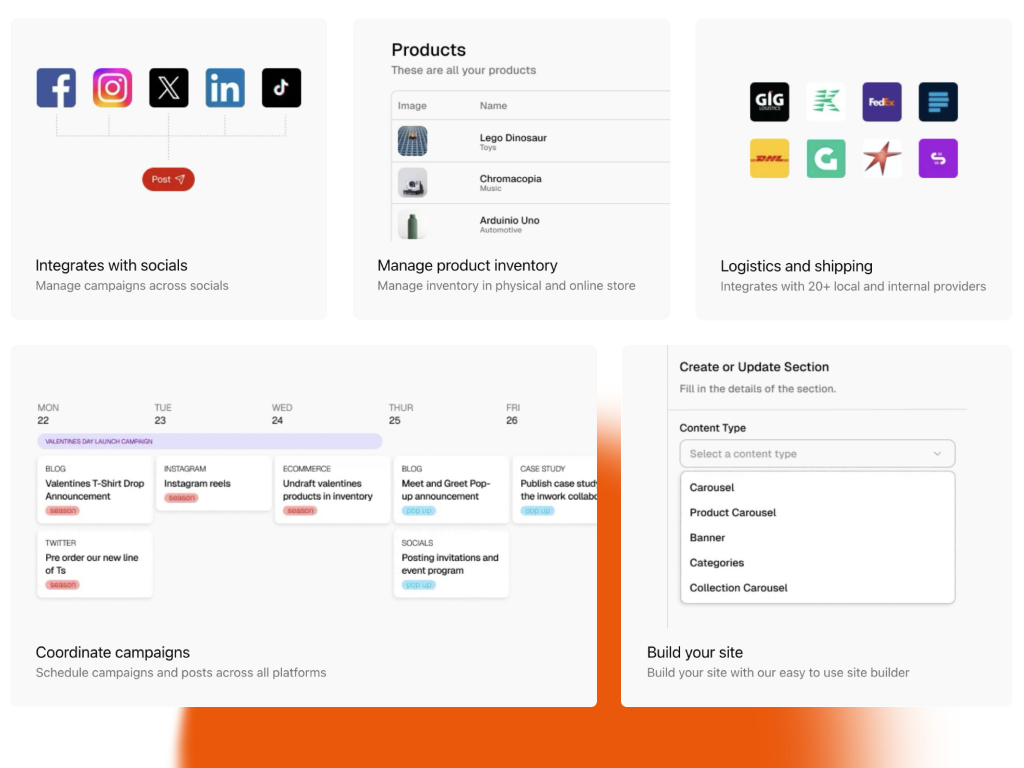 Post
Integrates with socials
Manage campaigns across socials
Products
These are all your products
Image Name
Lego Dinosaur
Toys
Chromacopia
Music
Arduinio Uno
Automotive
Manage product inventory
Manage inventory in physical and online store
GIG
LOGISTICS
FedEx
DHL
Logistics and shipping
Integrates with 20+ local and internal providers
MON TUE WED THUR FRI
22 23 24 25 26
VALENTINES DAY LAUNCH CAMPAIGN
BLOG
Valentines T-Shirt Drop
Announcement
season
INSTAGRAM
Instagram reels
season
ECOMMERCE
Undraft valentines
products in inventory
season
BLOG
Meet and Greet Pop-
up announcement
pop up
CASE STUDY
Publish case study
the inwork collabo
pop up
TWITTER
Pre order our new line
of Ts
season
SOCIALS
Posting invitations and
event program
pop up
Coordinate campaigns
Schedule campaigns and posts across all platforms
Create or Update Section
Fill in the details of the section.
Content Type
Select a content type
Carousel
Product Carousel
Banner
Categories
Collection Carousel
Build your site
Build your site with our easy to use site builder